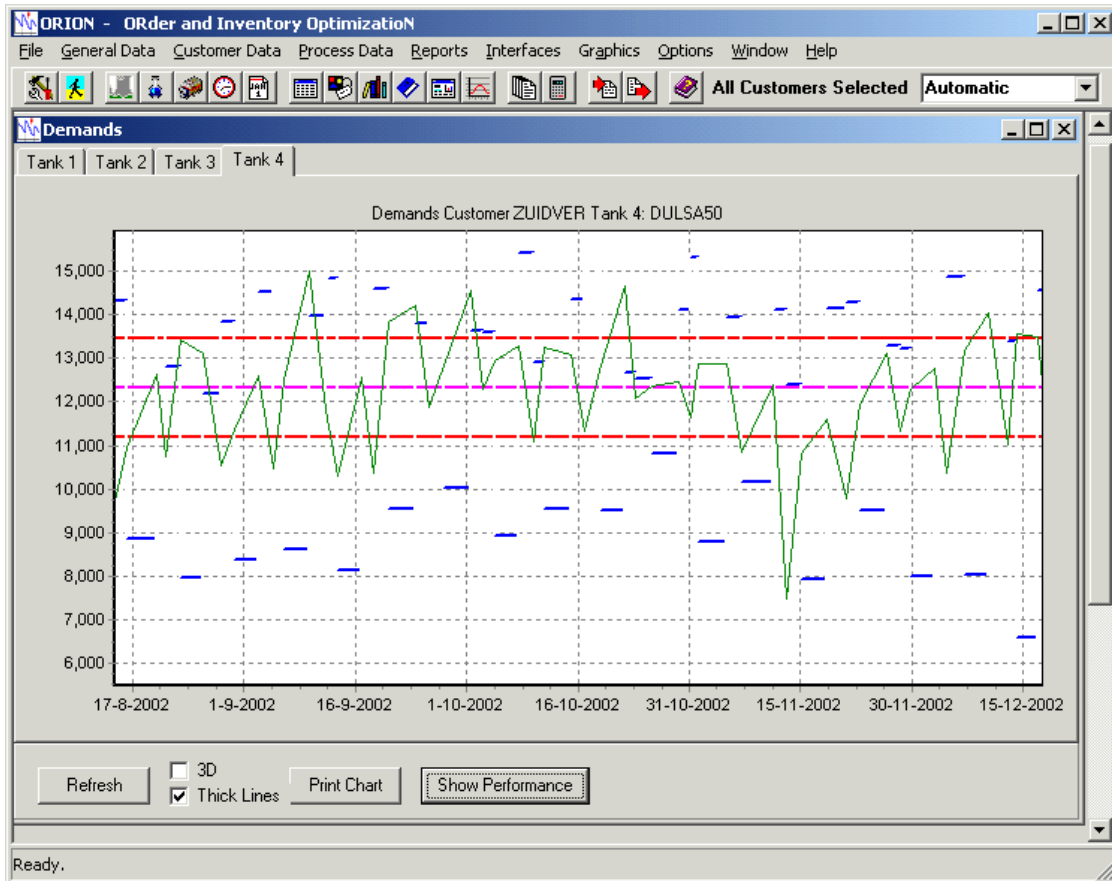 ORION - ORder and Inventory OptimizatioN
File General Data Customer Data Process Data Reports Interfaces Graphics Options Window Help
All Customers Selected Automatic
Demands
Tank 1 Tank 2 Tank 3 Tank 4
Demands Customer ZUIDVER Tank 4: DULSA50
15,000
14,000
13,000
12,000
11,000
10,000
9,000
8,000
7,000
6,000
17-8-2002 1-9-2002 16-9-2002 1-10-2002 16-10-2002 31-10-2002 15-11-2002 30-11-2002 15-12-2002
Refresh
3D
Thick Lines
Print Chart
Show Performance
Ready.